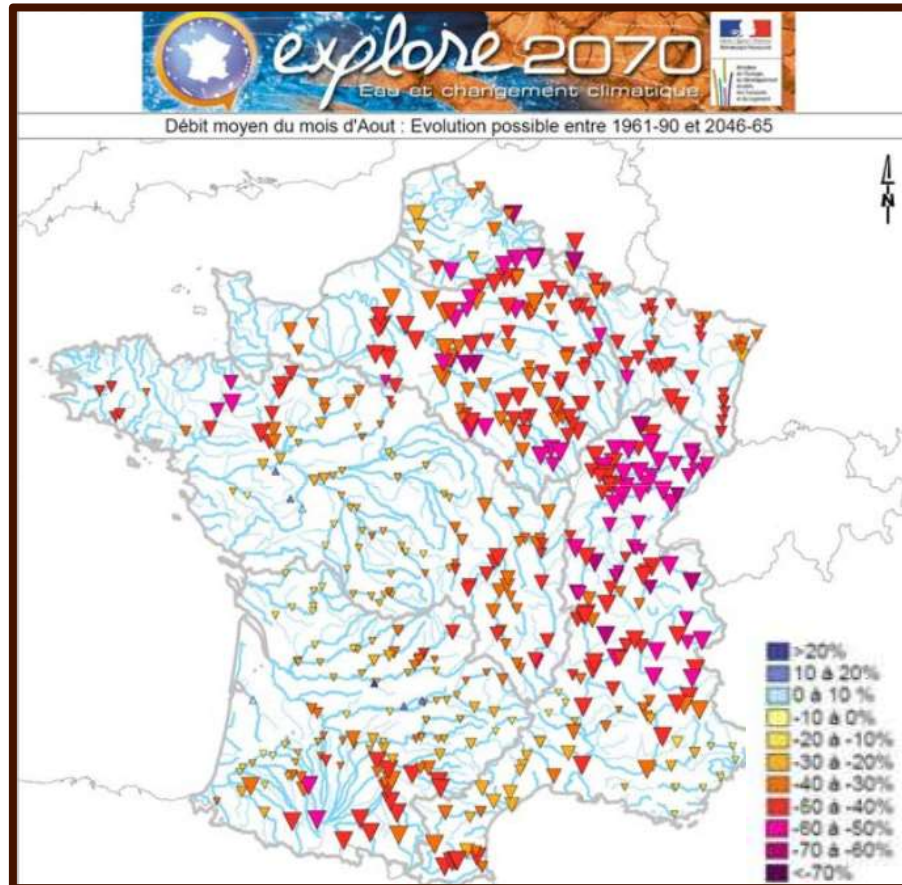 explore 2070
Eau et changement climatique
Débit moyen du mois d'Aout : Evolution possible entre 1961-90 et 2046-65
N
>20%
10 à 20%
0 à 10 %
-10 à 0%
-20 à -10%
-30 à -20%
-40 à -30%
-50 à -40%
-60 à -50%
-70 à -60%
<-70%